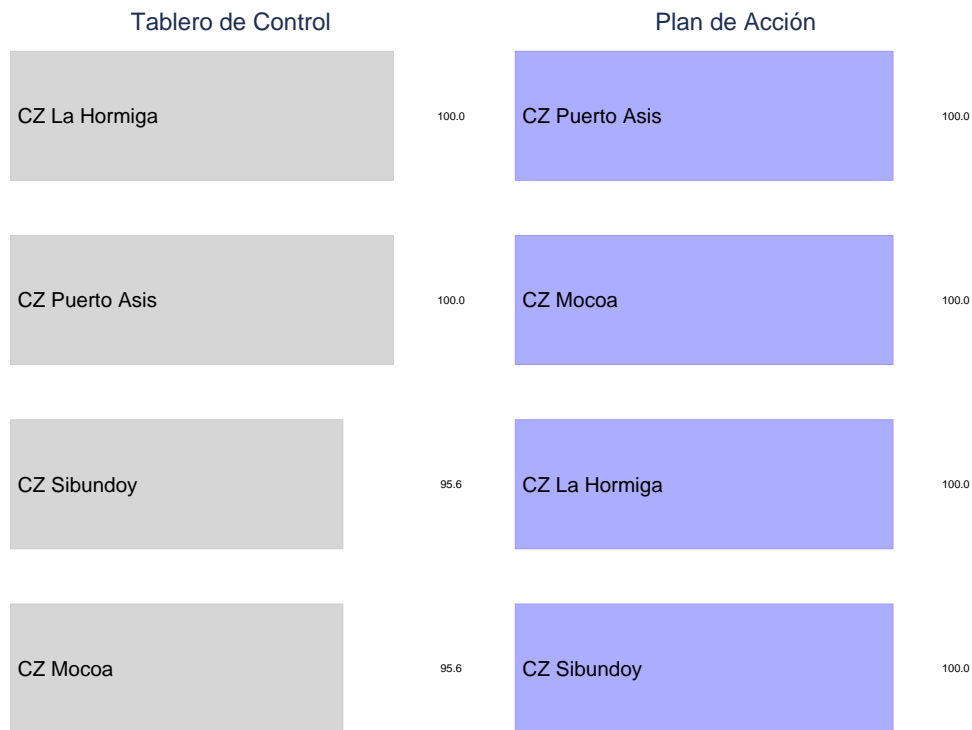 Tablero de Control
CZ La Hormiga 100.0
CZ Puerto Asis 100.0
CZ Sibundoy 95.6
CZ Mocoa 95.6
Plan de Acción
CZ Puerto Asis 100.0
CZ Mocoa 100.0
CZ La Hormiga 100.0
CZ Sibundoy 100.0